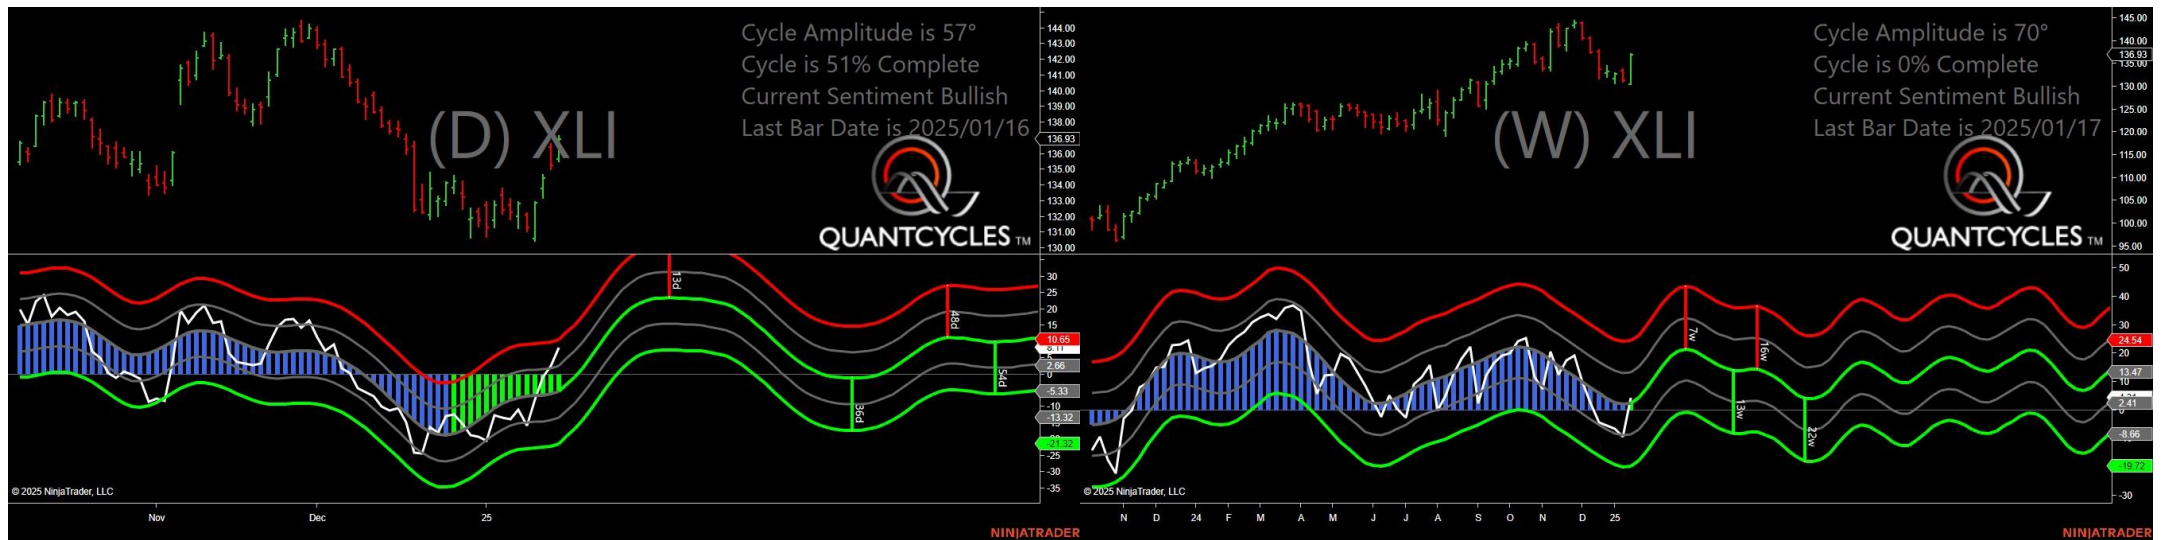 Cycle Amplitude is 57°
Cycle is 51% Complete
Current Sentiment Bullish
Last Bar Date is 2025/01/16
(D) XLI
QUANTCYCLES TM
144.00
143.00
142.00
141.00
140.00
139.00
138.00
136.93
136.00
135.00
134.00
133.00
132.00
131.00
130.00
13d
48d
36d
54d
30
25
20
15
10.65
8.11
2.66
0
-5.33
-10
-13.32
-21.32
-25
-30
-35
© 2025 NinjaTrader, LLC
Nov
Dec
25
NINJATRADER
Cycle Amplitude is 70°
Cycle is 0% Complete
Current Sentiment Bullish
Last Bar Date is 2025/01/17
(W) XLI
QUANTCYCLES TM
145.00
140.00
136.93
135.00
130.00
125.00
120.00
115.00
110.00
105.00
100.00
95.00
7w
16w
13w
22w
50
40
30
24.54
20
13.47
10
2.41
-8.66
-19.72
-30
© 2025 NinjaTrader, LLC
N D 24 F M A M J J A S O N D 25
NINJATRADER